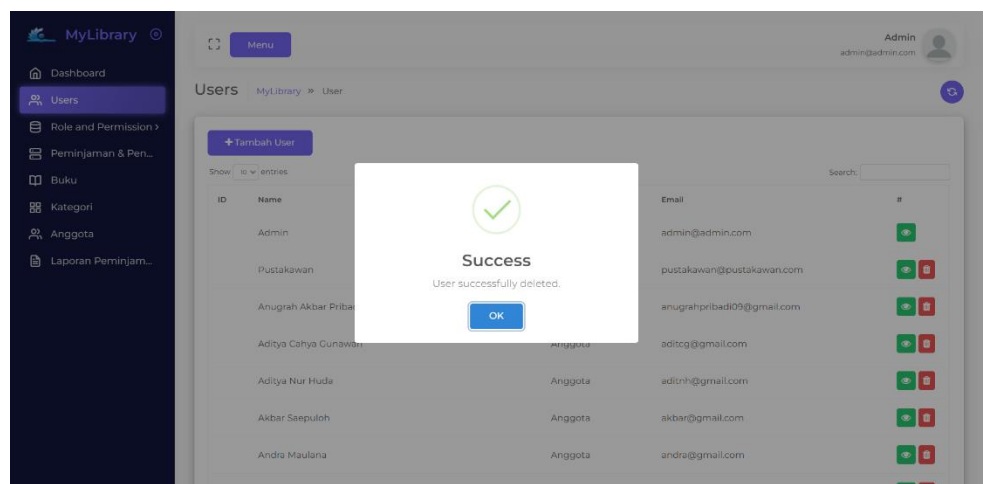 MyLibrary
Menu
Admin
admin@admin.com
Dashboard
Users
Role and Permission >
Peminjaman & Pen...
Buku
Kategori
Anggota
Laporan Peminjam...
Users MyLibrary » User
+ Tambah User
Show 10 entries
Search:
ID Name Email #
Admin admin@admin.com
Pustakawan pustakawan@pustakawan.com
Anugrah Akbar anugrahpribadi09@gmail.com
Aditya Cahya Gunawan Anggota aditcg@gmail.com
Aditya Nur Huda Anggota aditnh@gmail.com
Akbar Saepuloh Anggota akbar@gmail.com
Andra Maulana Anggota andra@gmail.com
Success
User successfully deleted.
OK